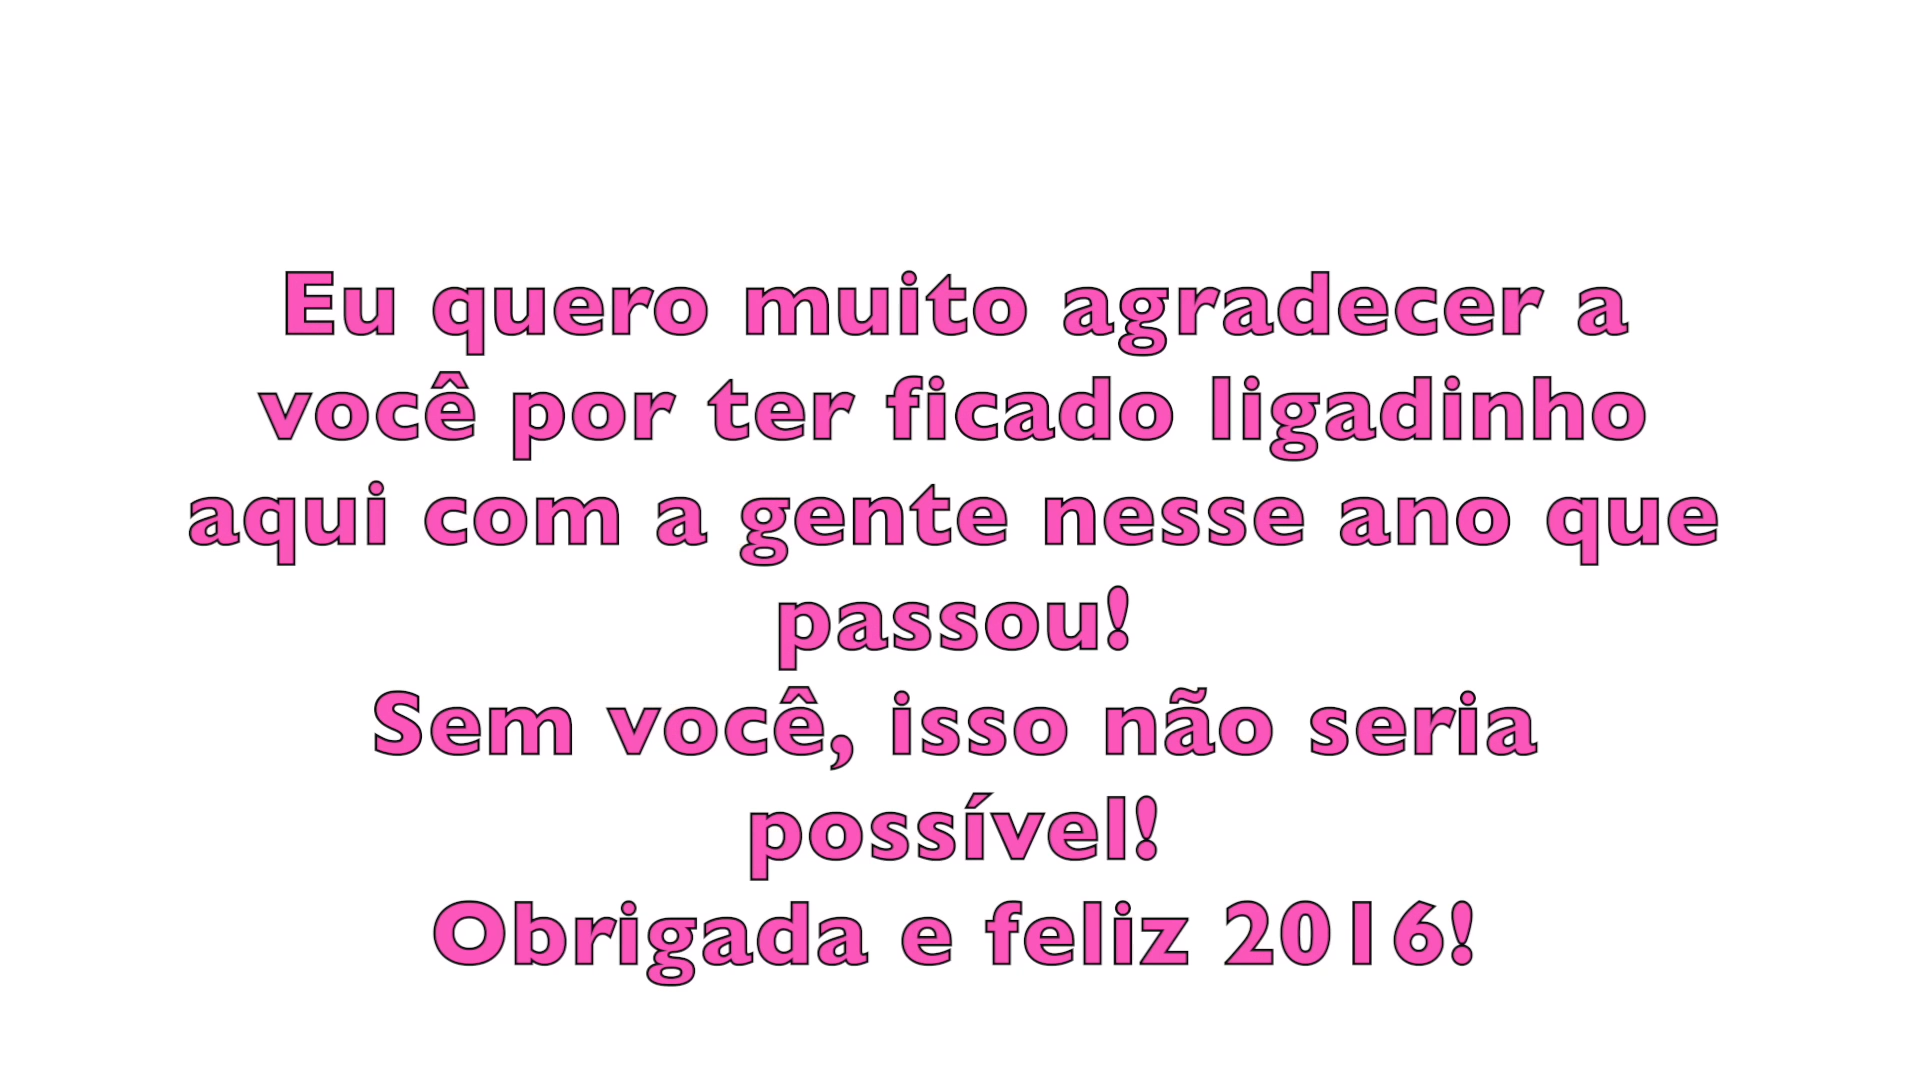 Eu quero muito agradecer a
você por ter ficado ligadinho
aqui com a gente nesse ano que
passou!
Sem você, isso não seria
possível!
Obrigada e feliz 2016!